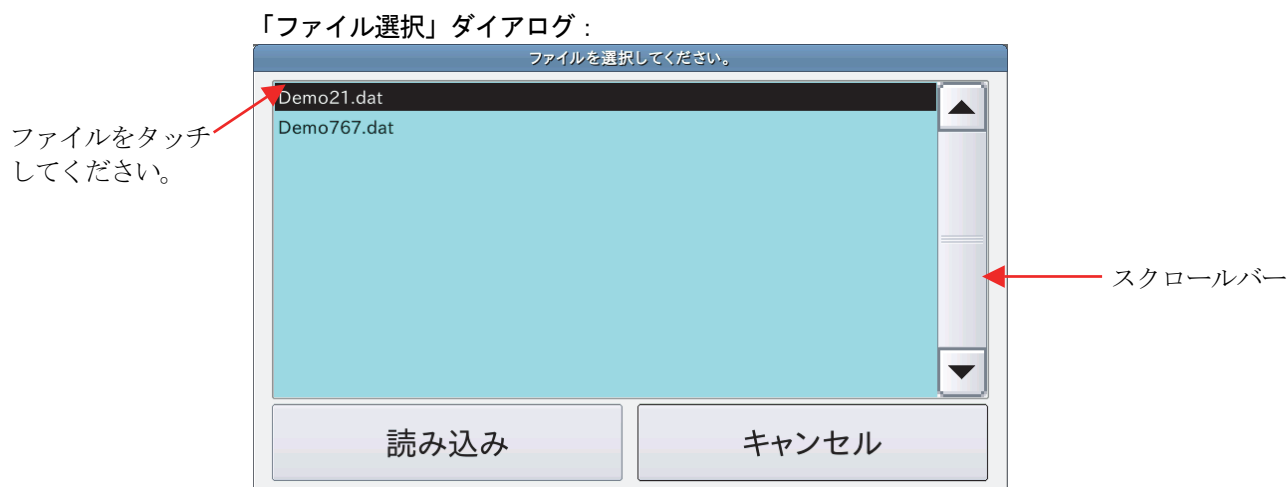 「ファイル選択」ダイアログ：
ファイルを選択してください。
Demo21.dat
Demo767.dat
ファイルをタッチ
してください。
スクロールバー
読み込み
キャンセル